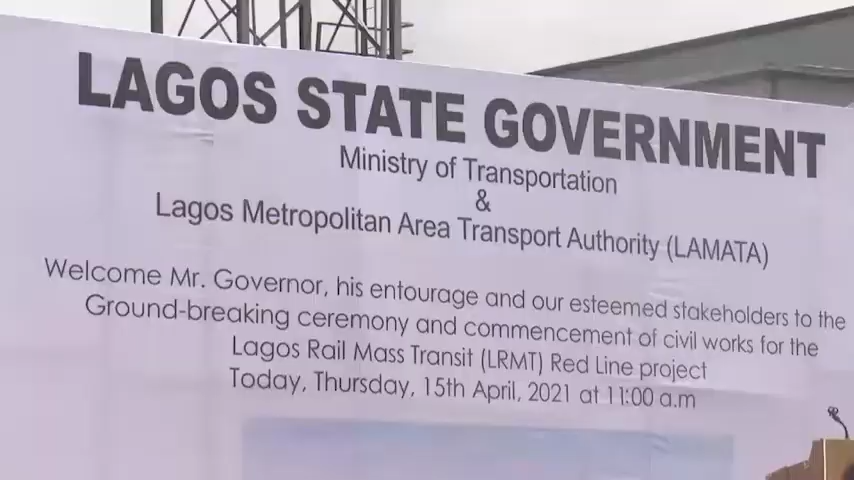 LAGOS STATE GOVERNMENT
Ministry of Transportation
&
Lagos Metropolitan Area Transport Authority (LAMATA)
Welcome Mr. Governor, his entourage and our esteemed stakeholders to the
Ground-breaking ceremony and commencement of civil works for the
Lagos Rail Mass Transit (LRMT) Red Line project
Today, Thursday, 15th April, 2021 at 11:00 a.m